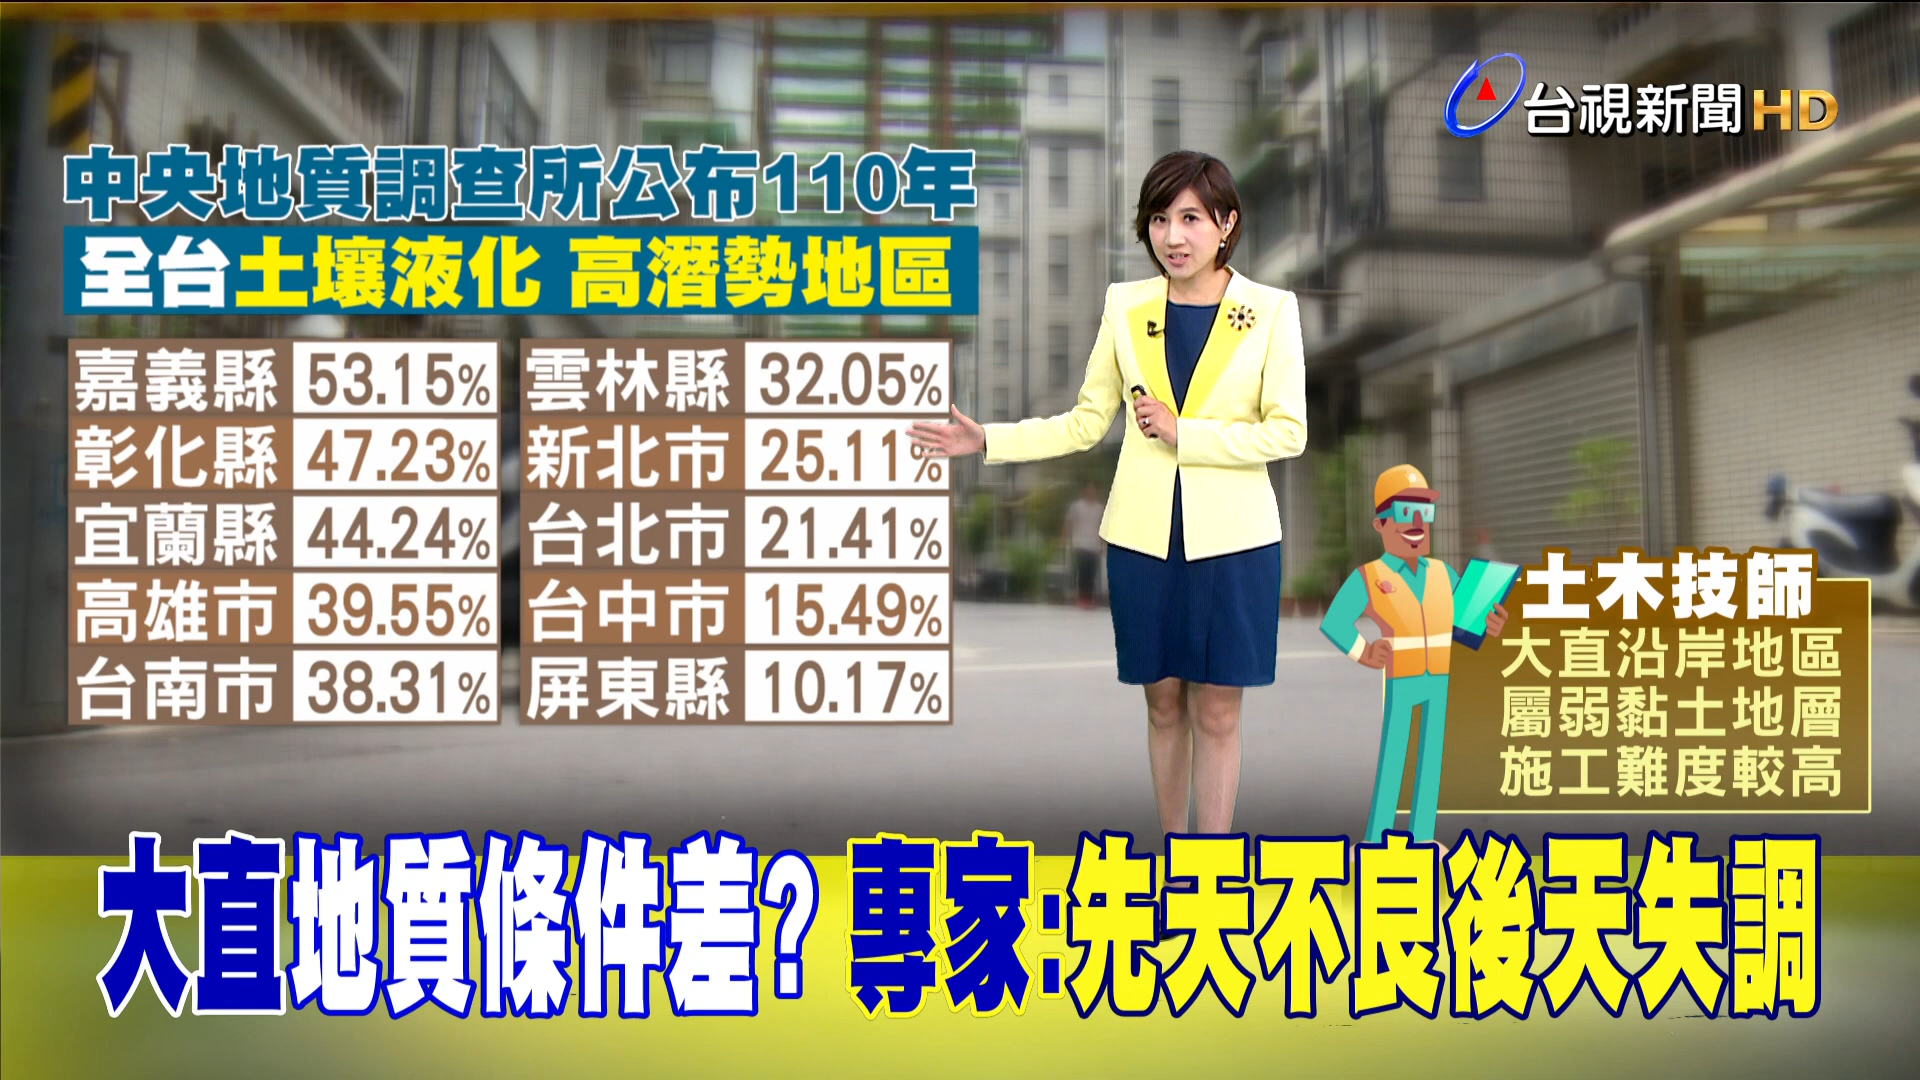 台視新聞HD
中央地質調查所公布110年
全台土壤液化 高潛勢地區
嘉義縣 53.15% 雲林縣 32.05%
彰化縣 47.23% 新北市 25.11%
宜蘭縣 44.24% 台北市 21.41%
高雄市 39.55% 台中市 15.49%
台南市 38.31% 屏東縣 10.17%
土木技師
大直沿岸地區
屬弱黏土地層
施工難度較高
大直地質條件差? 專家:先天不良後天失調